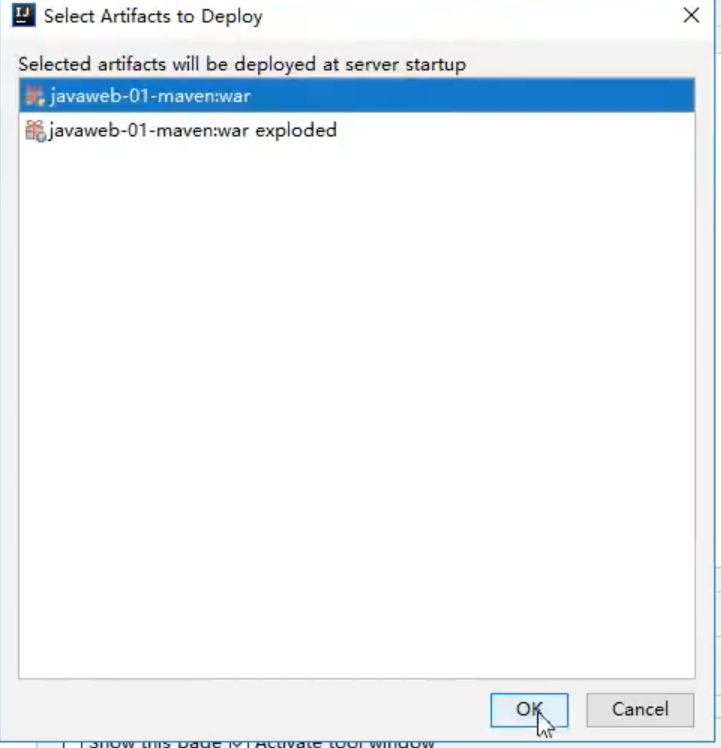 IJ
Select Artifacts to Deploy
Selected artifacts will be deployed at server startup
javaweb-01-maven:war
javaweb-01-maven:war exploded
OK
Cancel
Show this page Activate tool window